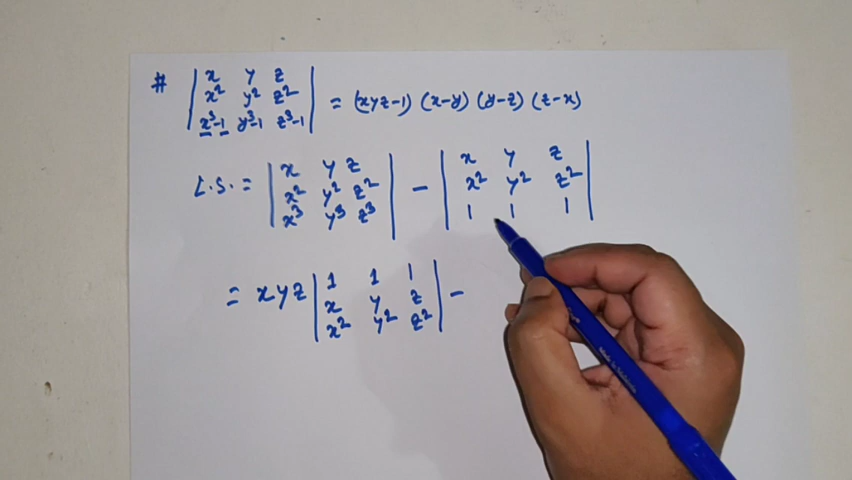 # | x y z |
| x² y² z² | = (xyz-1) (x-y) (y-z) (z-x)
| x³-1 y³-1 z³-1 |
| x y z | | x y z |
L.S. = | x² y² z² | - | x² y² z² |
| x³ y³ z³ | | 1 1 1 |
| 1 1 1 |
= xyz | x y z | -
| x² y² z² |